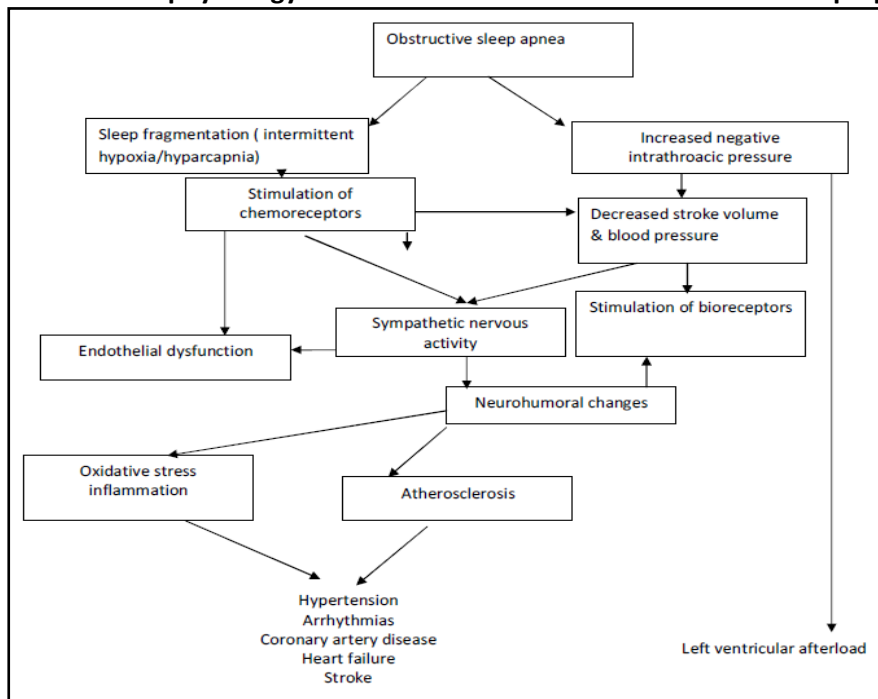 physiology
Obstructive sleep apnea
Sleep fragmentation ( intermittent
hypoxia/hyparcapnia)
Increased negative
intrathroacic pressure
Stimulation of
chemoreceptors
Decreased stroke volume
& blood pressure
Sympathetic nervous
activity
Stimulation of bioreceptors
Endothelial dysfunction
Neurohumoral changes
Oxidative stress
inflammation
Atherosclerosis
Hypertension
Arrhythmias
Coronary artery disease
Heart failure
Stroke
Left ventricular afterload